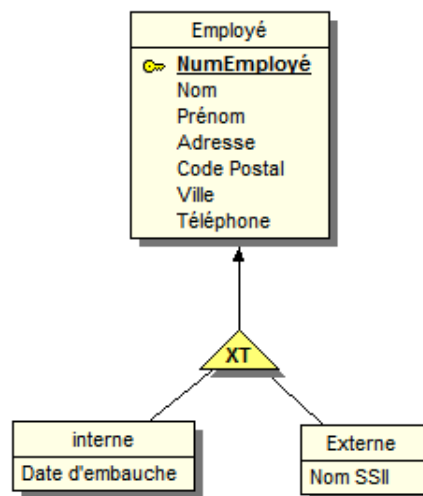 Employé
NumEmployé
Nom
Prénom
Adresse
Code Postal
Ville
Téléphone
XT
interne
Date d'embauche
Externe
Nom SSII